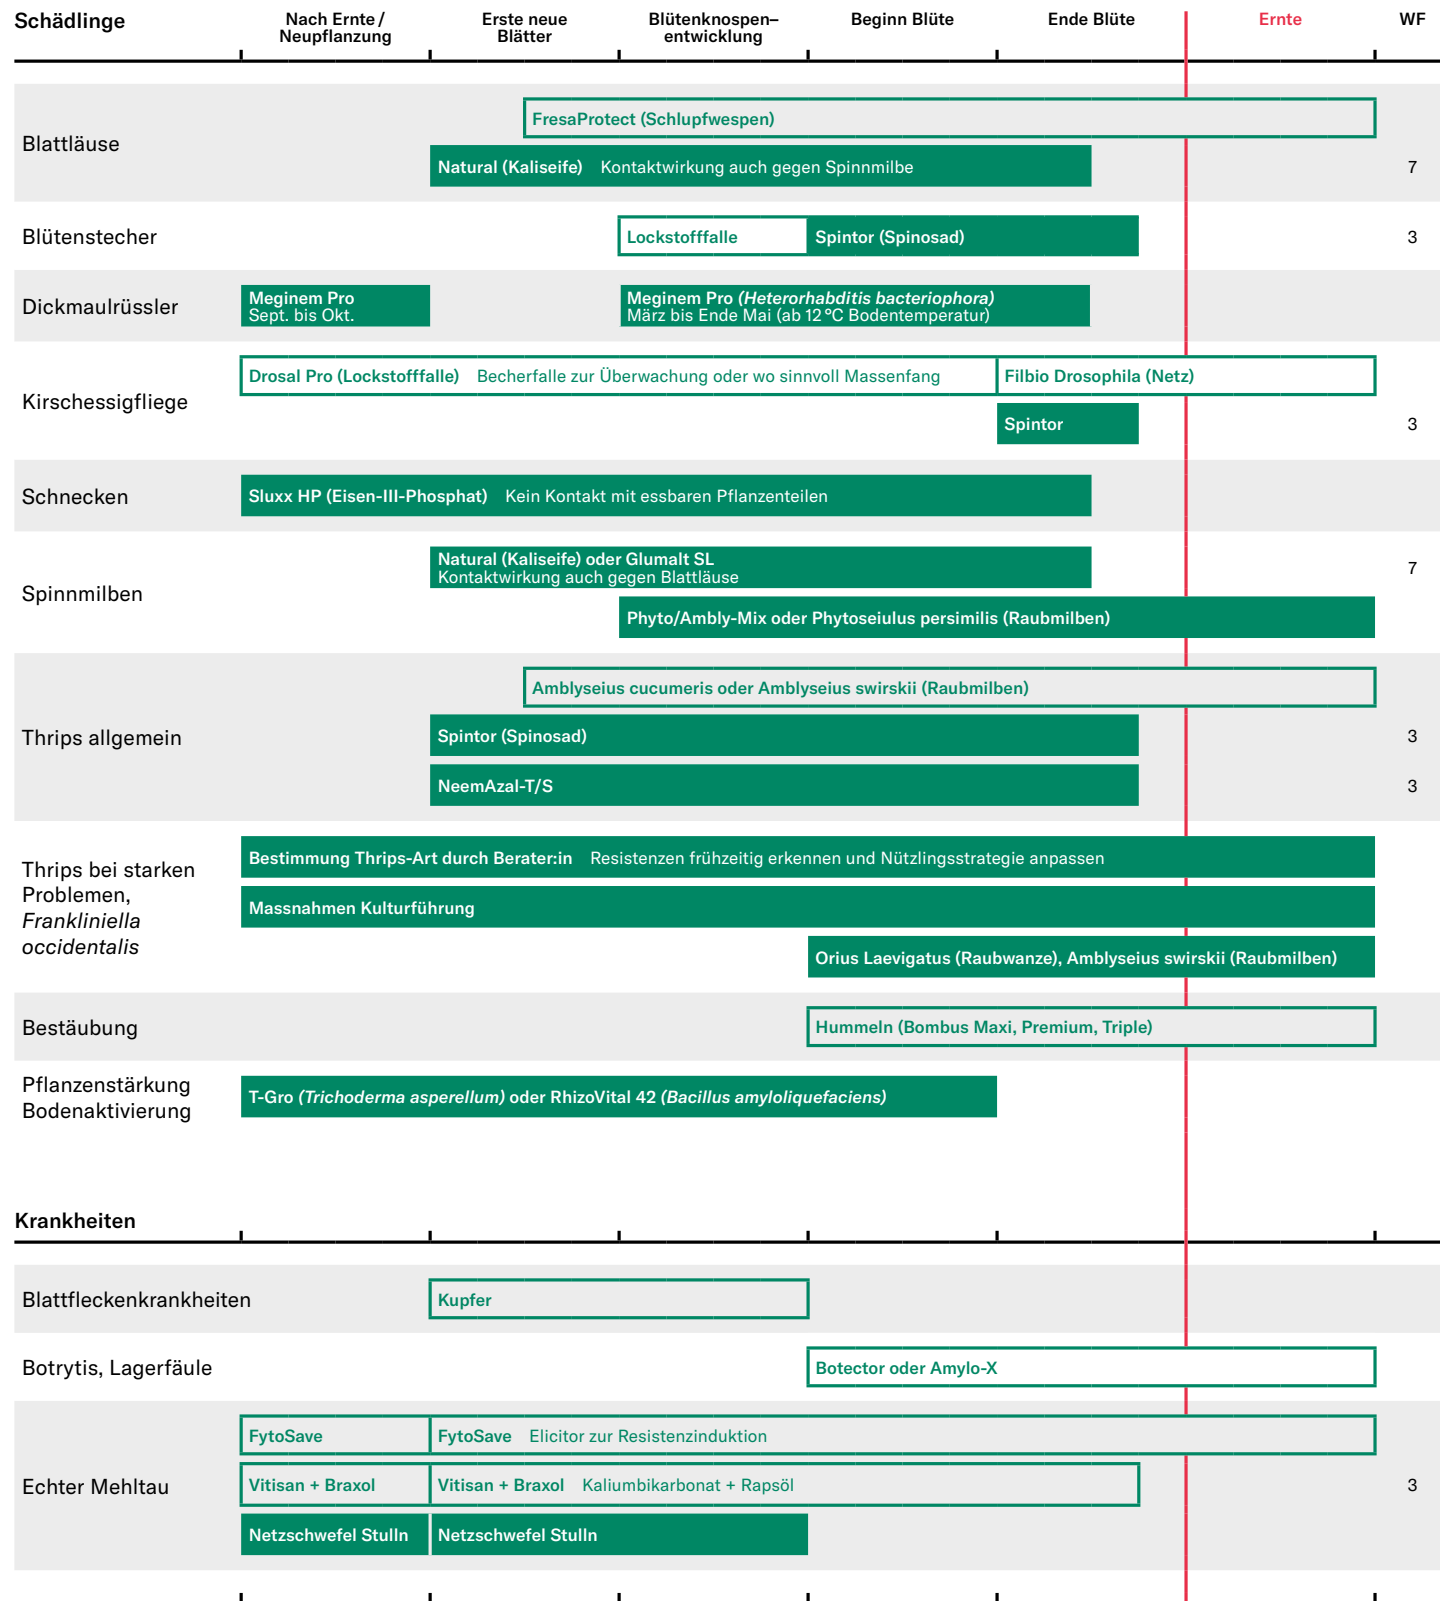 Schädlinge
Nach Ernte /
Neupflanzung
Erste neue
Blätter
Blütenknospen–
entwicklung
Beginn Blüte
Ende Blüte
Ernte
WF
Blattläuse
FresaProtect (Schlupfwespen)
Natural (Kaliseife) Kontaktwirkung auch gegen Spinnmilbe
7
Blütenstecher
Lockstofffalle
Spintor (Spinosad)
3
Dickmaulrüssler
Meginem Pro
Sept. bis Okt.
Meginem Pro (Heterorhabditis bacteriophora)
März bis Ende Mai (ab 12 °C Bodentemperatur)
Kirschessigfliege
Drosal Pro (Lockstofffalle) Becherfalle zur Überwachung oder wo sinnvoll Massenfang
Filbio Drosophila (Netz)
Spintor
3
Schnecken
Sluxx HP (Eisen-III-Phosphat) Kein Kontakt mit essbaren Pflanzenteilen
Spinnmilben
Natural (Kaliseife) oder Glumalt SL
Kontaktwirkung auch gegen Blattläuse
7
Phyto/Ambly-Mix oder Phytoseiulus persimilis (Raubmilben)
Thrips allgemein
Amblyseius cucumeris oder Amblyseius swirskii (Raubmilben)
Spintor (Spinosad)
3
NeemAzal-T/S
3
Thrips bei starken
Problemen,
Frankliniella
occidentalis
Bestimmung Thrips-Art durch Berater:in Resistenzen frühzeitig erkennen und Nützlingsstrategie anpassen
Massnahmen Kulturführung
Orius Laevigatus (Raubwanze), Amblyseius swirskii (Raubmilben)
Bestäubung
Hummeln (Bombus Maxi, Premium, Triple)
Pflanzenstärkung
Bodenaktivierung
T-Gro (Trichoderma asperellum) oder RhizoVital 42 (Bacillus amyloliquefaciens)
Krankheiten
Blattfleckenkrankheiten
Kupfer
Botrytis, Lagerfäule
Botector oder Amylo-X
Echter Mehltau
FytoSave
FytoSave Elicitor zur Resistenzinduktion
Vitisan + Braxol
Vitisan + Braxol Kaliumbikarbonat + Rapsöl
3
Netzschwefel Stulln
Netzschwefel Stulln